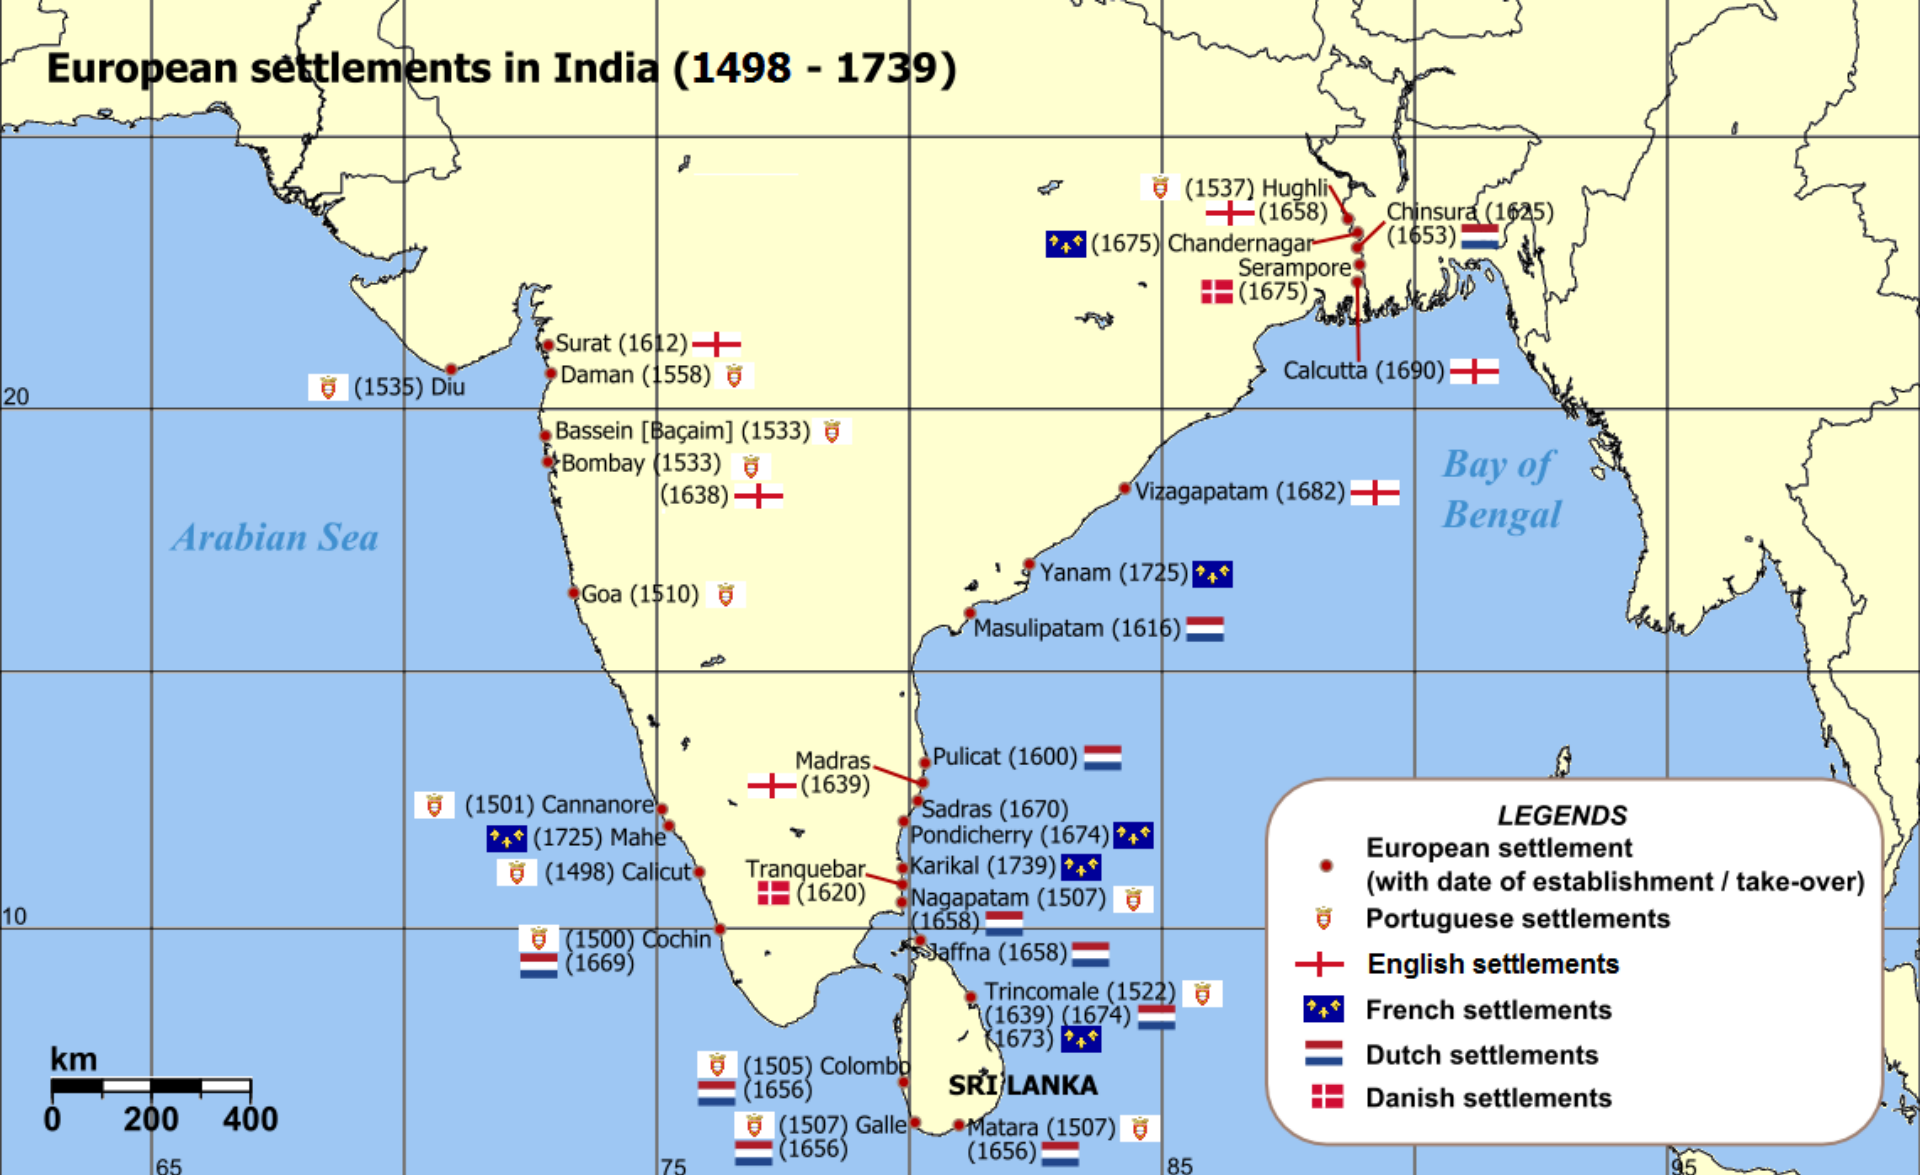 European settlements in India (1498 - 1739)
(1537) Hughli
(1658)
Chinsura (1625)
(1653)
(1675) Chandernagar
Serampore
(1675)
Calcutta (1690)
Surat (1612)
Daman (1558)
(1535) Diu
20
Bassein [Baçaim] (1533)
Bombay (1533)
(1638)
Bay of
Bengal
Vizagapatam (1682)
Arabian Sea
Yanam (1725)
Goa (1510)
Masulipatam (1616)
Pulicat (1600)
Madras
(1639)
Sadras (1670)
(1501) Cannanore
(1725) Mahe
Pondicherry (1674)
(1498) Calicut
Karikal (1739)
Tranquebar
(1620)
Nagapatam (1507)
(1658)
10
(1500) Cochin
(1669)
Jaffna (1658)
Trincomale (1522)
(1639) (1674)
(1673)
(1505) Colombo
(1656)
SRI LANKA
(1507) Galle
(1656)
Matara (1507)
(1656)
LEGENDS
European settlement
(with date of establishment / take-over)
Portuguese settlements
English settlements
French settlements
Dutch settlements
Danish settlements
km
0 200 400
65 75 85 95